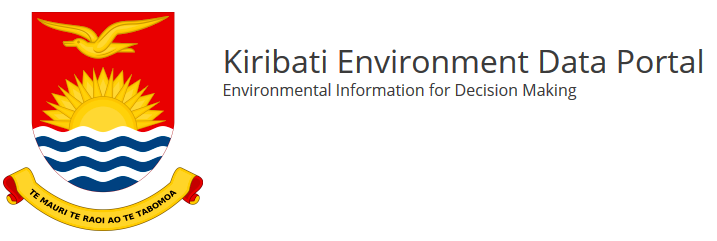 Kiribati Environment Data Portal
Environmental Information for Decision Making
TE MAURI TE RAOI AO TE TABOMOA